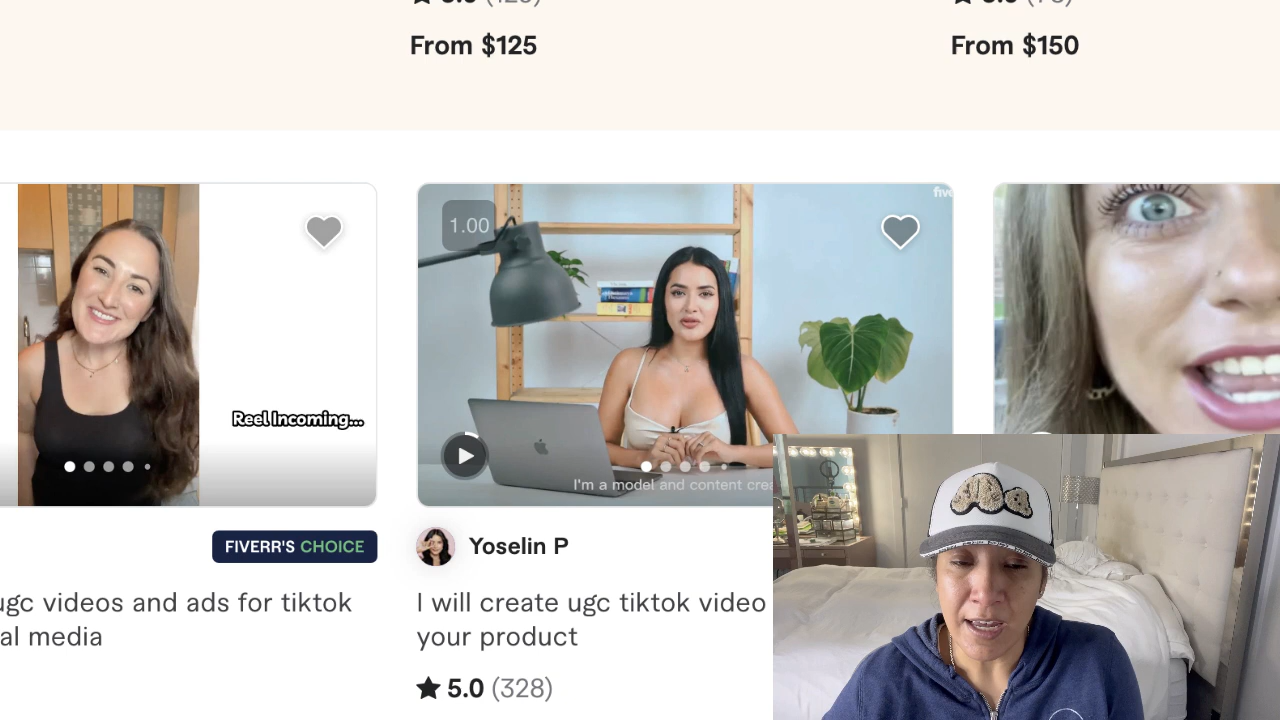 From $125
From $150
1.00
Reel Incoming...
I'm a model and content
FIVERR'S CHOICE
Yoselin P
ugc videos and ads for tiktok
al media
I will create ugc tiktok video
your product
5.0 (328)